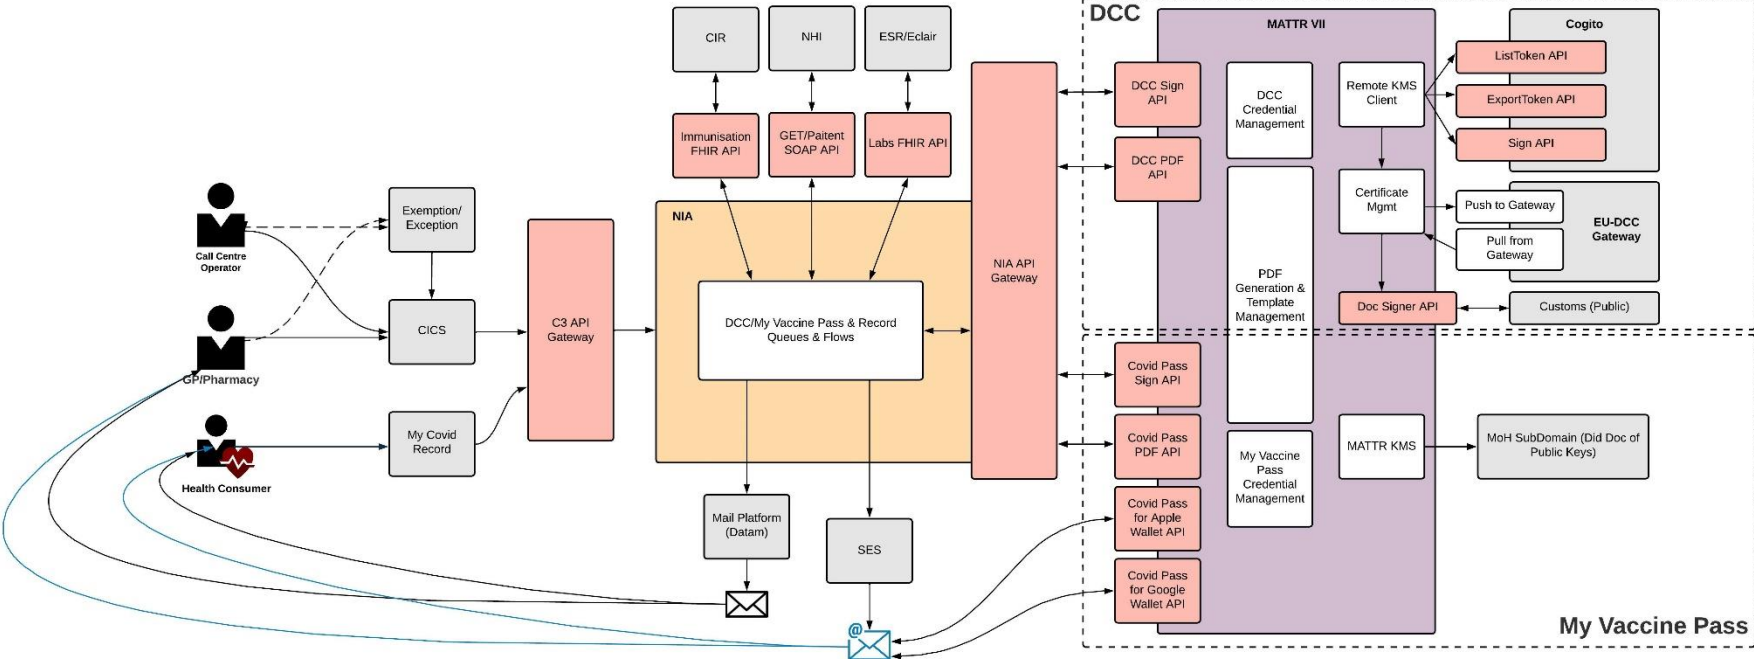 DCC
MATTR VII
Cogito
CIR
NHI
ESR/Eclair
ListToken API
DCC Sign
API
DCC
Credential
Management
Remote KMS
Client
ExportToken API
Immunisation
FHIR API
GET/Paitent
SOAP API
Labs FHIR API
Sign API
DCC PDF
API
Certificate
Mgmt
Push to Gateway
EU-DCC
Gateway
Pull from
Gateway
Exemption/
Exception
Call Centre
Operator
NIA
NIA API
Gateway
PDF
Generation &
Template
Management
Doc Signer API
Customs (Public)
CICS
C3 API
Gateway
DCC/My Vaccine Pass & Record
Queues & Flows
GP/Pharmacy
Covid Pass
Sign API
My Covid
Record
Covid Pass
PDF API
My Vaccine
Pass
Credential
Management
MATTR KMS
MoH SubDomain (Did Doc of
Public Keys)
Health Consumer
Mail Platform
(Datam)
SES
Covid Pass
for Apple
Wallet API
Covid Pass
for Google
Wallet API
@
My Vaccine Pass